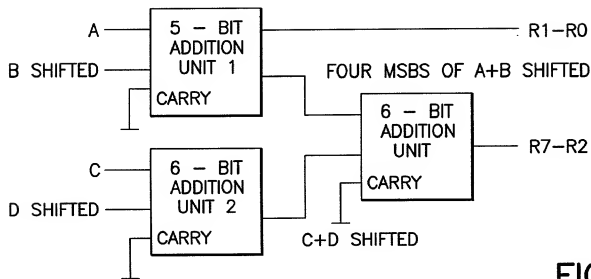 A
B SHIFTED
5 – BIT
ADDITION
UNIT 1
CARRY
R1–R0
FOUR MSBS OF A+B SHIFTED
C
D SHIFTED
6 – BIT
ADDITION
UNIT 2
CARRY
6 – BIT
ADDITION
UNIT
CARRY
R7–R2
C+D SHIFTED